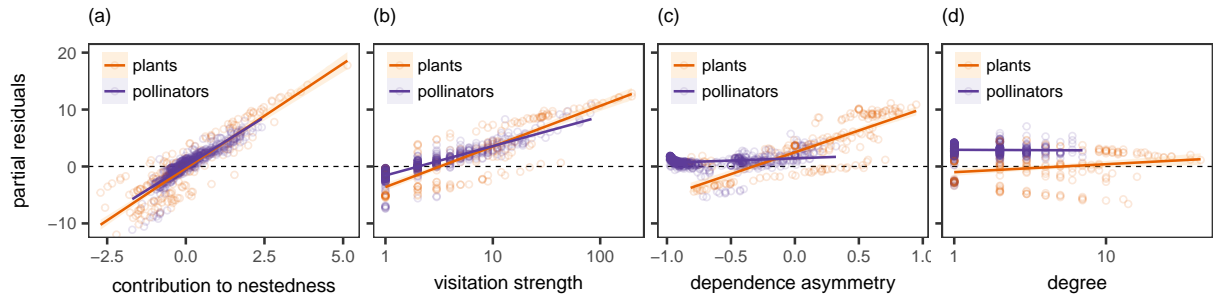 (a) (b) (c) (d)
20
10
0
−10
partial residuals
plants plants plants plants
pollinators pollinators pollinators pollinators
−2.5 0.0 2.5 5.0 1 10 100 −1.0 −0.5 0.0 0.5 1.0 1 10
contribution to nestedness visitation strength dependence asymmetry degree